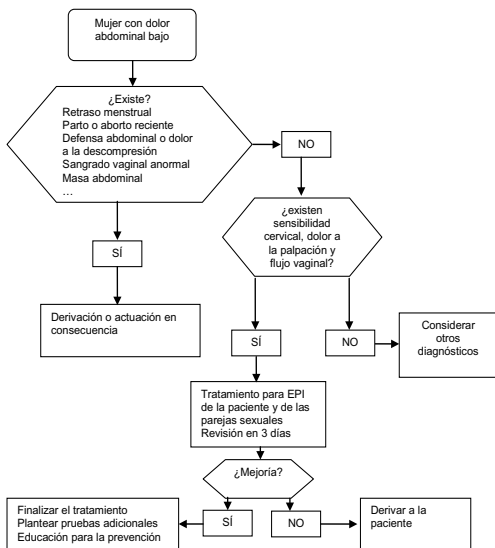 Mujer con dolor
abdominal bajo
¿Existe?
Retraso menstrual
Parto o aborto reciente
Defensa abdominal o dolor
a la descompresión
Sangrado vaginal anormal
Masa abdominal
…
NO
SÍ
¿existen
sensibilidad
cervical, dolor a
la palpación y
flujo vaginal?
Derivación o actuación en
consecuencia
SÍ
NO
Considerar
otros
diagnósticos
Tratamiento para EPI
de la paciente y de las
parejas sexuales
Revisión en 3 días
¿Mejoría?
Finalizar el tratamiento
Plantear pruebas adicionales
Educación para la prevención
SÍ
NO
Derivar a la
paciente